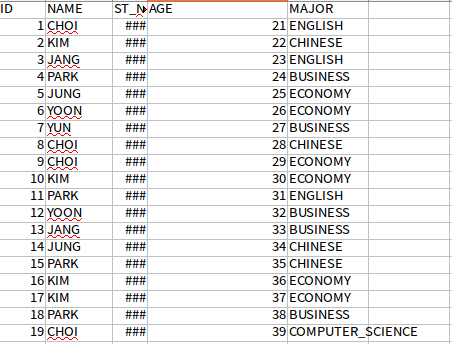 ID NAME ST_N AGE MAJOR
1 CHOI ### 21 ENGLISH
2 KIM ### 22 CHINESE
3 JANG ### 23 ENGLISH
4 PARK ### 24 BUSINESS
5 JUNG ### 25 ECONOMY
6 YOON ### 26 ECONOMY
7 YUN ### 27 BUSINESS
8 CHOI ### 28 CHINESE
9 CHOI ### 29 ECONOMY
10 KIM ### 30 ECONOMY
11 PARK ### 31 ENGLISH
12 YOON ### 32 BUSINESS
13 JANG ### 33 BUSINESS
14 JUNG ### 34 CHINESE
15 PARK ### 35 CHINESE
16 KIM ### 36 ECONOMY
17 KIM ### 37 ECONOMY
18 PARK ### 38 BUSINESS
19 CHOI ### 39 COMPUTER_SCIENCE